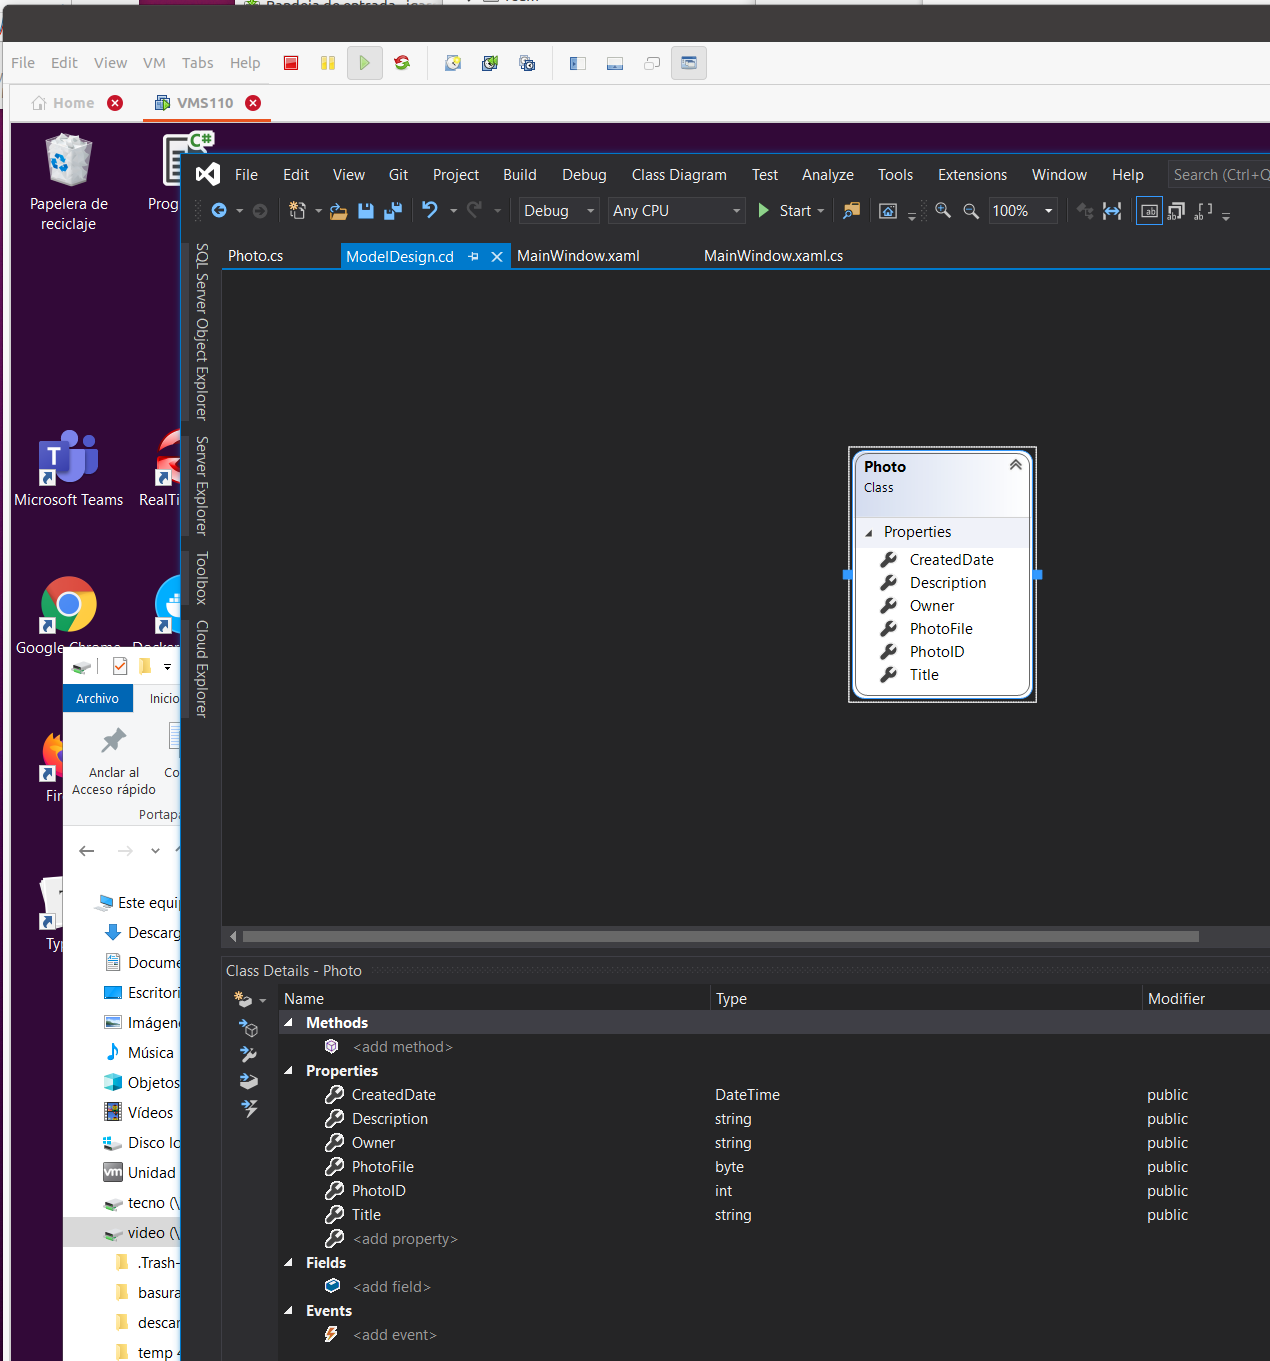 Bandeja de entrada
File Edit View VM Tabs Help
Home VMS110
Papelera de reciclaje
C#
File Edit View Git Project Build Debug Class Diagram Test Analyze Tools Extensions Window Help Search (Ctrl+Q
Debug Any CPU Start 100%
Photo.cs ModelDesign.cd MainWindow.xaml MainWindow.xaml.cs
SQL Server Object Explorer
Server Explorer
Toolbox
Cloud Explorer
Microsoft Teams RealTi
Google Chrome
Photo
Class
Properties
CreatedDate
Description
Owner
PhotoFile
PhotoID
Title
Archivo Inicio
Anclar al Acceso rápido
Portapa
Este equi
Descarg
Docume
Escritori
Imágen
Música
Objetos
Vídeos
Disco lo
Unidad
tecno (\
video (\
.Trash-
basura
descar
temp 4
Class Details - Photo
Name Type Modifier
Methods
<add method>
Properties
CreatedDate DateTime public
Description string public
Owner string public
PhotoFile byte public
PhotoID int public
Title string public
<add property>
Fields
<add field>
Events
<add event>